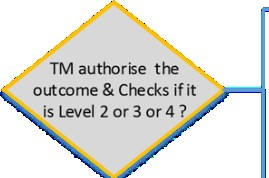 TM authorise the
outcome & Checks if it
is Level 2 or 3 or 4 ?